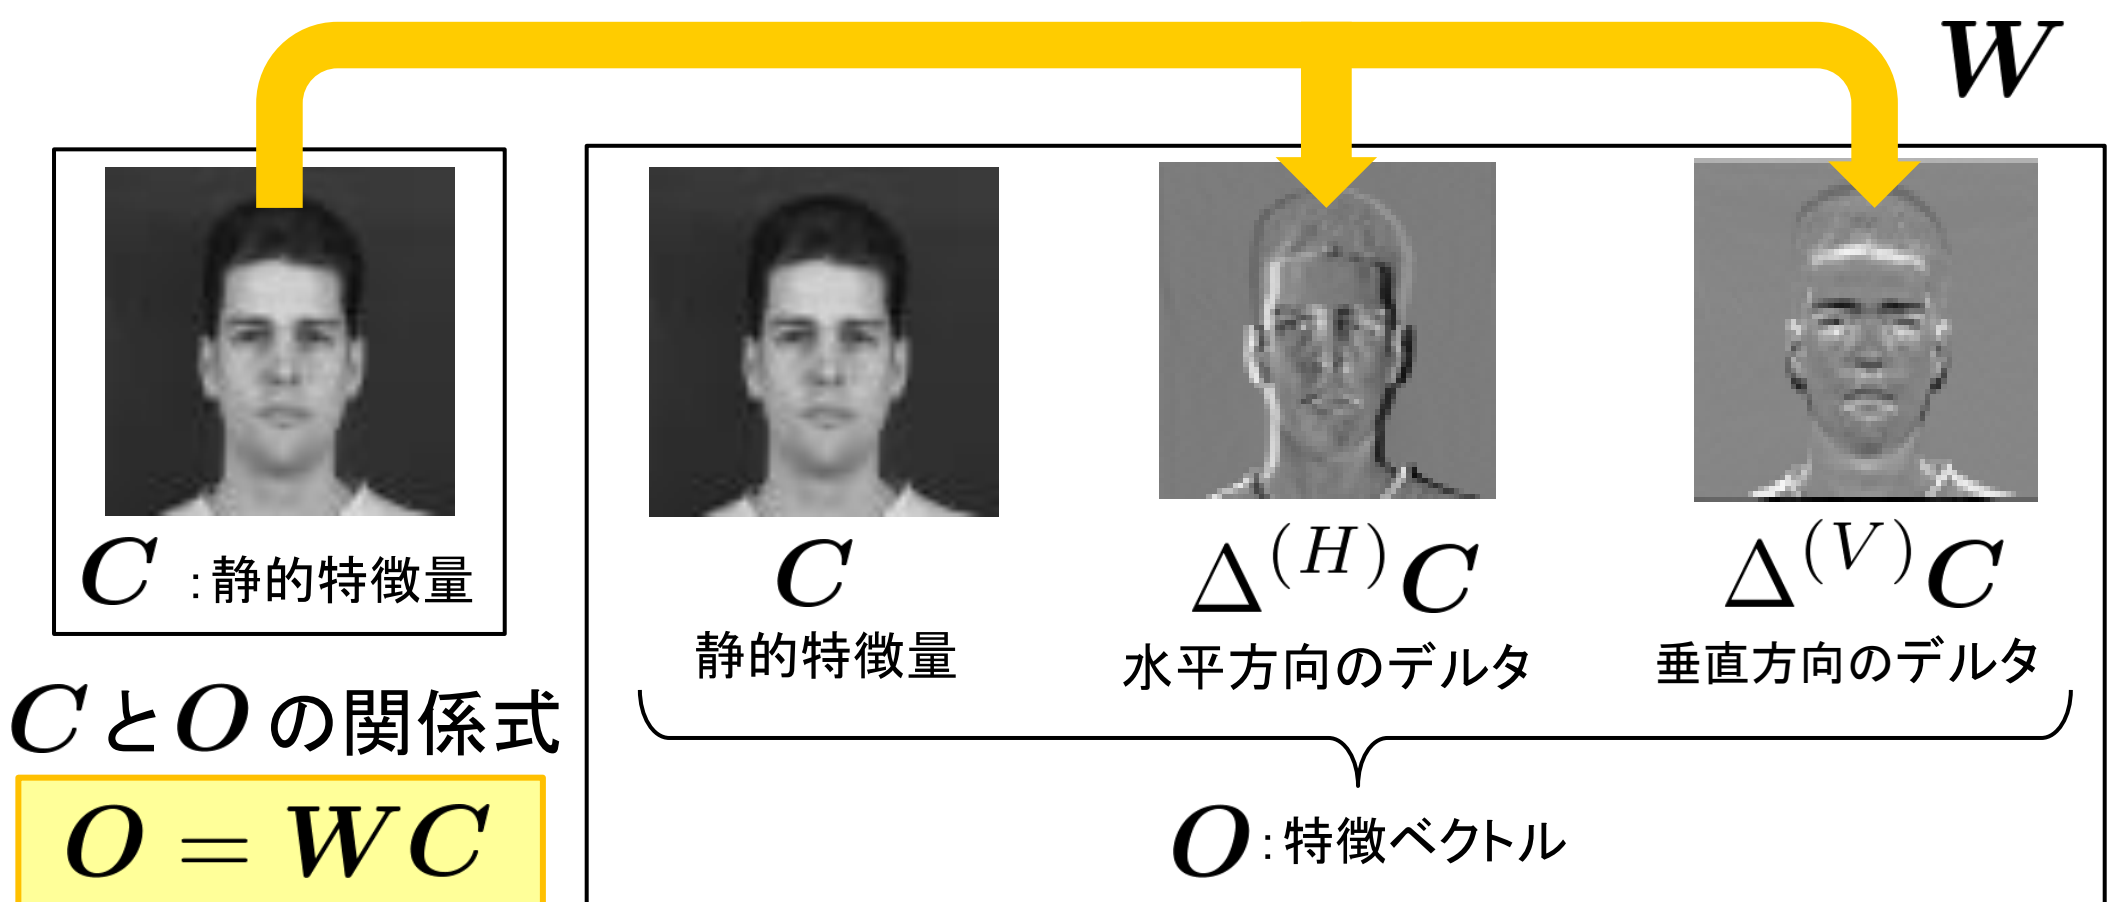 W
C :静的特徴量
C
静的特徴量
Δ(H)C
水平方向のデルタ
Δ(V)C
垂直方向のデルタ
O:特徴ベクトル
CとOの関係式
O = WC